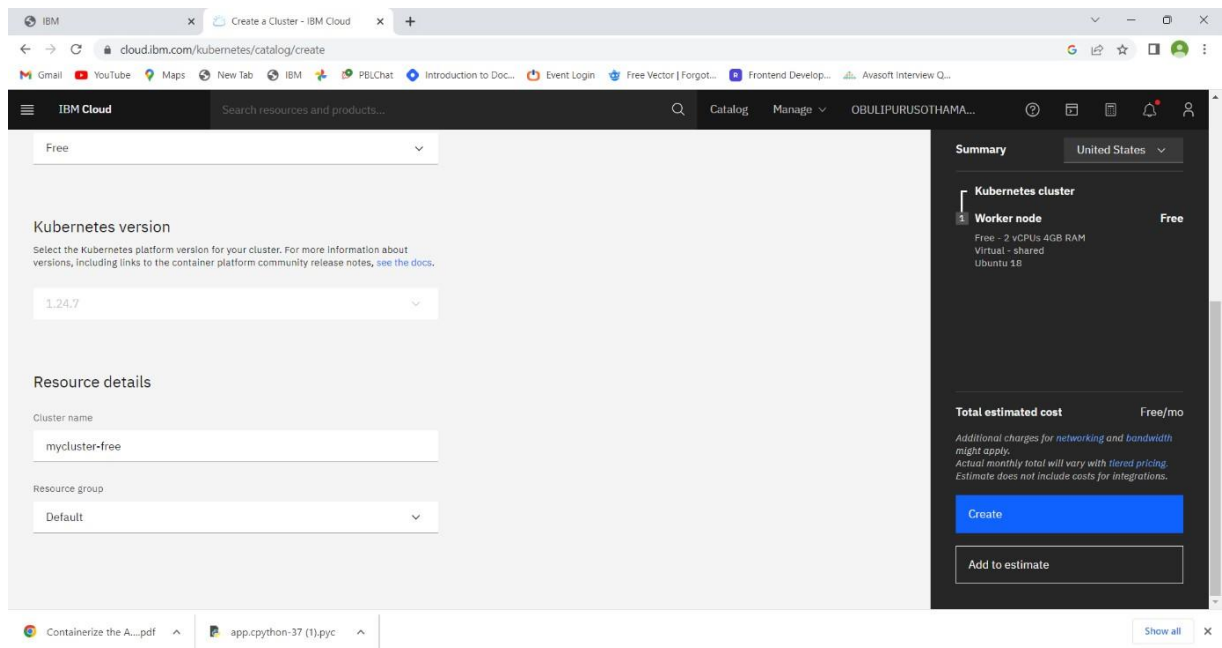 IBM
Create a Cluster - IBM Cloud
cloud.ibm.com/kubernetes/catalog/create
Gmail YouTube Maps New Tab IBM PBLChat Introduction to Doc... Event Login Free Vector | Forgot... Frontend Develop... Avasoft Interview Q...
IBM Cloud Search resources and products... Catalog Manage OBULIPURUSOTHAMA...
Free
Kubernetes version
Select the Kubernetes platform version for your cluster. For more information about
versions, including links to the container platform community release notes, see the docs.
1.24.7
Resource details
Cluster name
mycluster-free
Resource group
Default
Summary United States
Kubernetes cluster
1 Worker node Free
Free - 2 vCPUs 4GB RAM
Virtual - shared
Ubuntu 18
Total estimated cost Free/mo
Additional charges for networking and bandwidth
might apply.
Actual monthly total will vary with tiered pricing.
Estimate does not include costs for integrations.
Create
Add to estimate
Containerize the A....pdf app.cpython-37 (1).pyc Show all